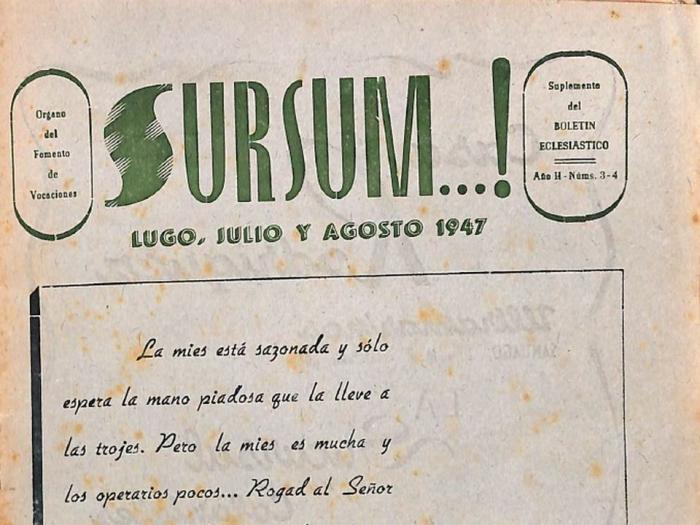 Organo
del
Fomento
de
Vocaciones
SURSUM...!
Suplemento
del
BOLETIN
ECLESIASTICO
Año II - Núms. 3-4
LUGO, JULIO Y AGOSTO 1947
La mies está sazonada y sólo
espera la mano piadosa que la lleve a
las trojes. Pero la mies es mucha y
los operarios pocos... Rogad al Señor